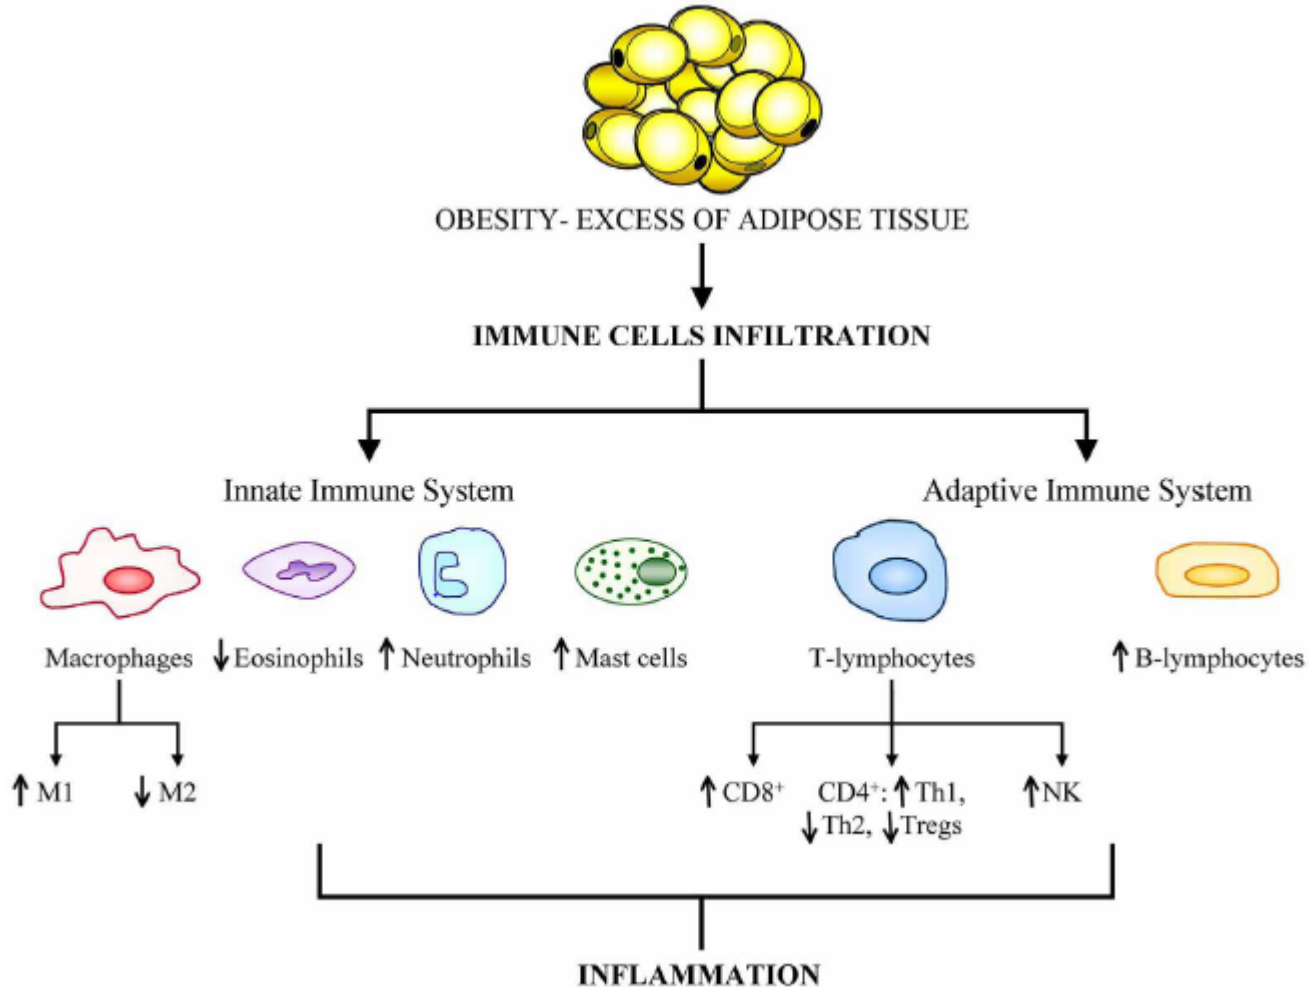 OBESITY- EXCESS OF ADIPOSE TISSUE
IMMUNE CELLS INFILTRATION
Innate Immune System
Adaptive Immune System
Macrophages
↓Eosinophils
↑Neutrophils
↑Mast cells
T-lymphocytes
↑B-lymphocytes
↑M1
↓M2
↑CD8⁺
CD4⁺:↑Th1,
↓Th2, ↓Tregs
↑NK
INFLAMMATION